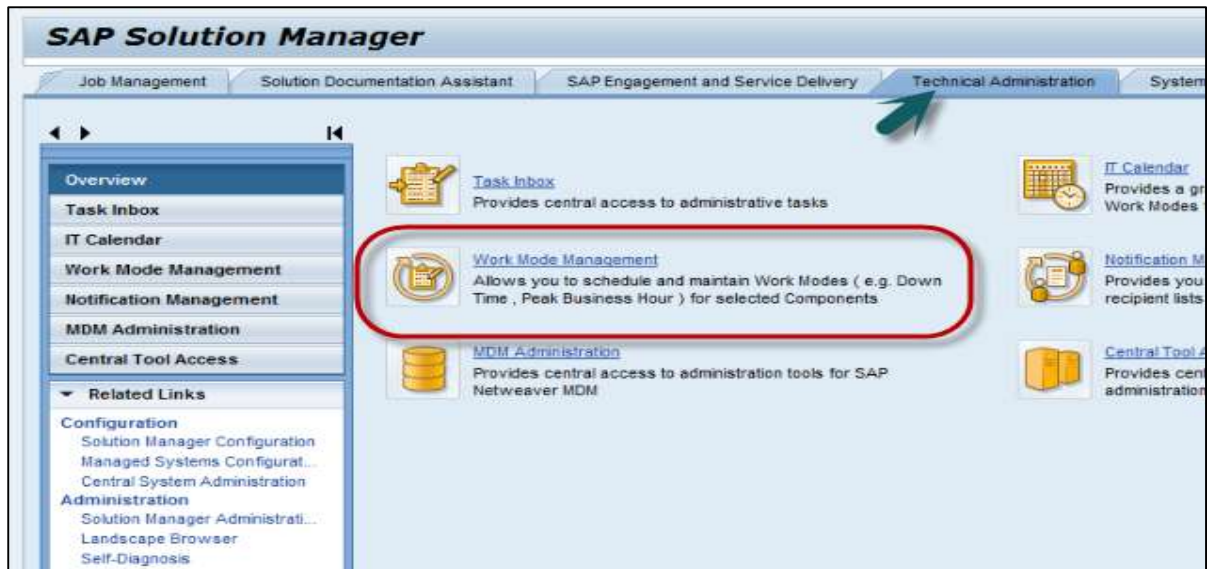 SAP Solution Manager
Job Management Solution Documentation Assistant SAP Engagement and Service Delivery Technical Administration System
Overview
Task Inbox
IT Calendar
Work Mode Management
Notification Management
MDM Administration
Central Tool Access
Related Links
Configuration
Solution Manager Configuration
Managed Systems Configurat...
Central System Administration
Administration
Solution Manager Administrati...
Landscape Browser
Self-Diagnosis
Task Inbox
Provides central access to administrative tasks
Work Mode Management
Allows you to schedule and maintain Work Modes ( e.g. Down
Time , Peak Business Hour ) for selected Components
MDM Administration
Provides central access to administration tools for SAP
Netweaver MDM
IT Calendar
Provides a gr
Work Modes
Notification M
Provides you
recipient lists
Central Tool A
Provides cent
administration